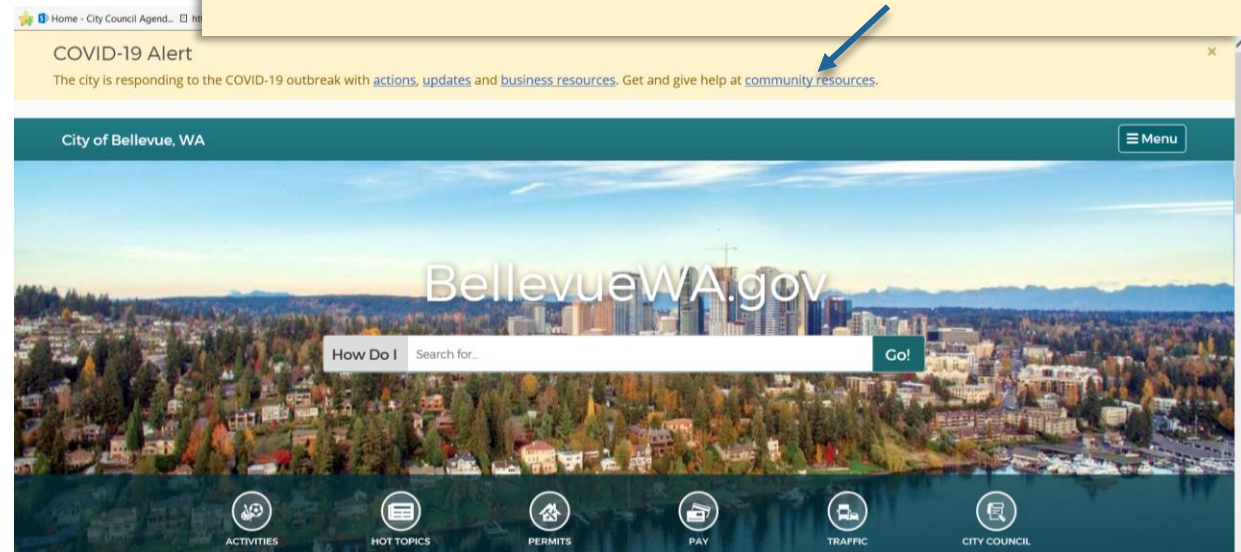 Home - City Council Agend...
COVID-19 Alert
×
The city is responding to the COVID-19 outbreak with actions, updates and business resources. Get and give help at community resources.
City of Bellevue, WA
Menu
BellevueWA.gov
How Do I Search for... Go!
ACTIVITIES HOT TOPICS PERMITS PAY TRAFFIC CITY COUNCIL